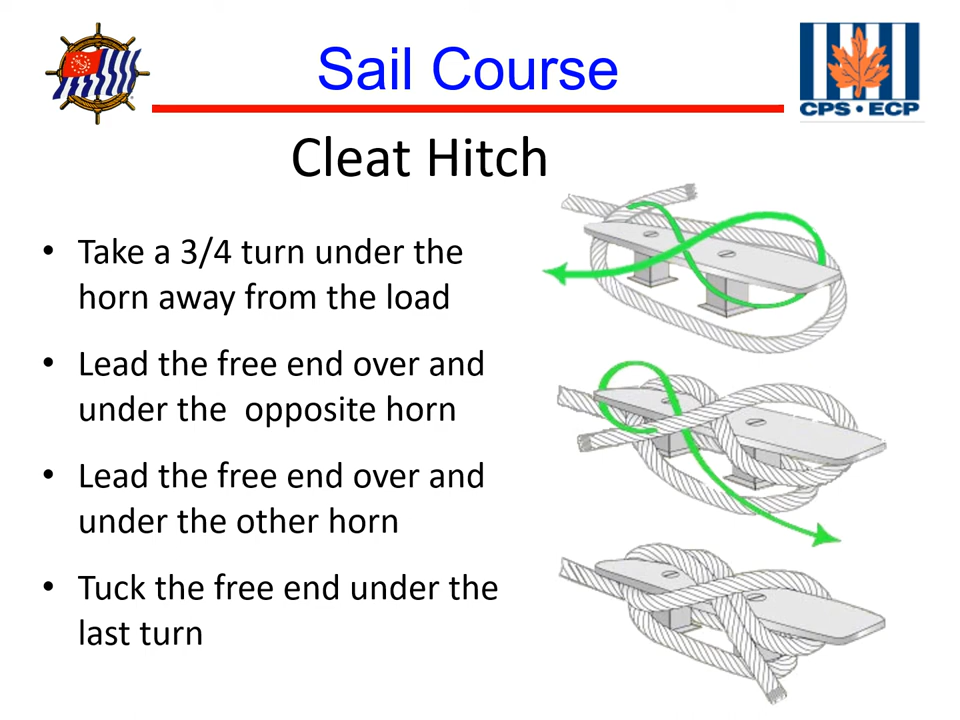 Sail Course
CPS • ECP
Cleat Hitch
• Take a 3/4 turn under the
horn away from the load
• Lead the free end over and
under the  opposite horn
• Lead the free end over and
under the other horn
• Tuck the free end under the
last turn